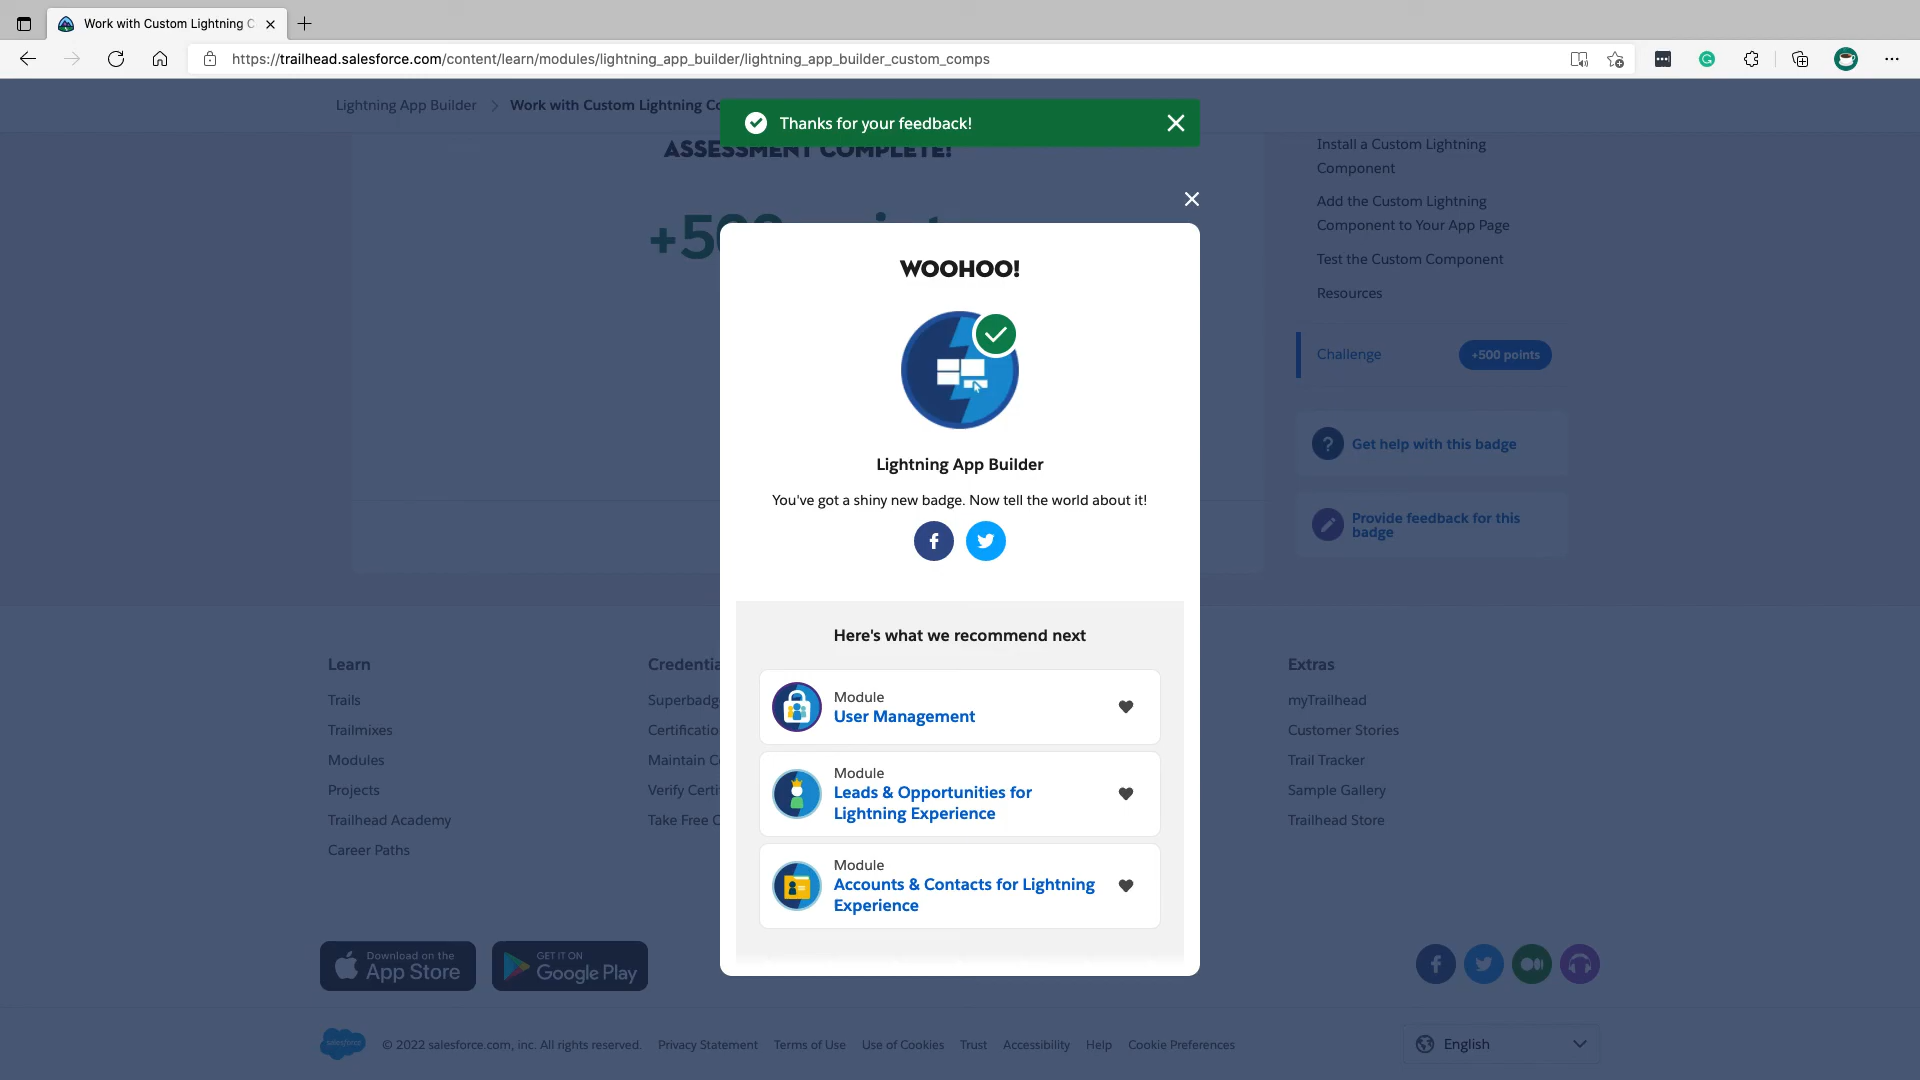 Work with Custom Lightning C
https://trailhead.salesforce.com/content/learn/modules/lightning_app_builder/lightning_app_builder_custom_comps
Lightning App Builder
Work with Custom Lightning Co
Thanks for your feedback!
ASSESSMENT COMPLETE!
Install a Custom Lightning
Component
Add the Custom Lightning
Component to Your App Page
Test the Custom Component
Resources
Challenge
+500 points
Get help with this badge
Provide feedback for this
badge
WOOHOO!
Lightning App Builder
You've got a shiny new badge. Now tell the world about it!
Here's what we recommend next
Module
User Management
Module
Leads & Opportunities for
Lightning Experience
Module
Accounts & Contacts for Lightning
Experience
Learn
Trails
Trailmixes
Modules
Projects
Trailhead Academy
Career Paths
Credentia
Superbadg
Certificatio
Maintain C
Verify Certi
Take Free C
Extras
myTrailhead
Customer Stories
Trail Tracker
Sample Gallery
Trailhead Store
Download on the
App Store
GET IT ON
Google Play
salesforce
© 2022 salesforce.com, inc. All rights reserved.
Privacy Statement
Terms of Use
Use of Cookies
Trust
Accessibility
Help
Cookie Preferences
English